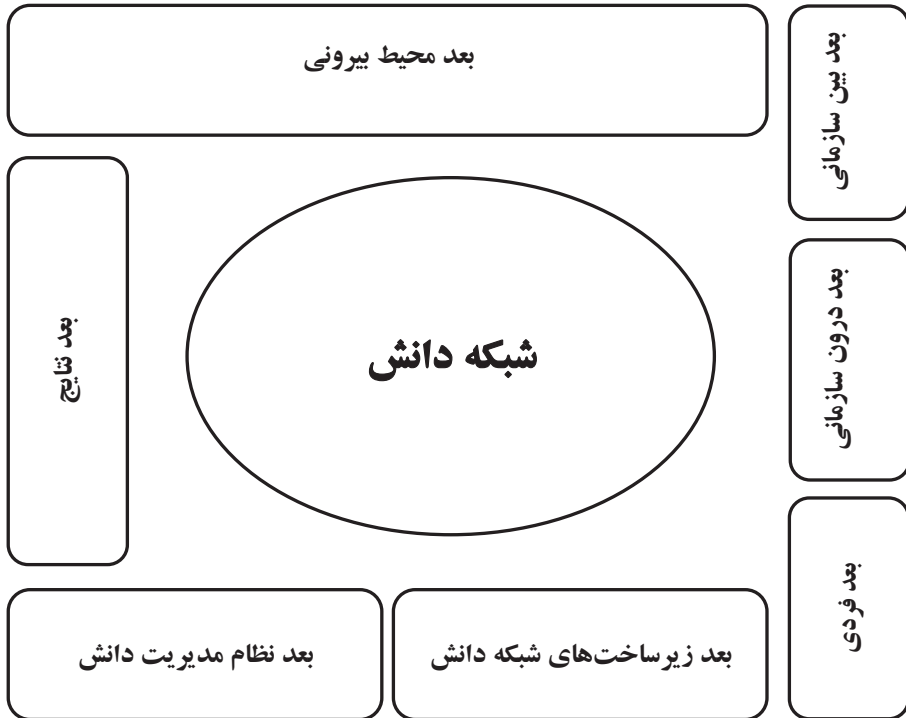 بعد محیط بیرونی
بعد بین سازمانی
بعد درون سازمانی
بعد فردی
شبکه دانش
بعد نتایج
بعد زیرساخت‌های شبکه دانش
بعد نظام مدیریت دانش